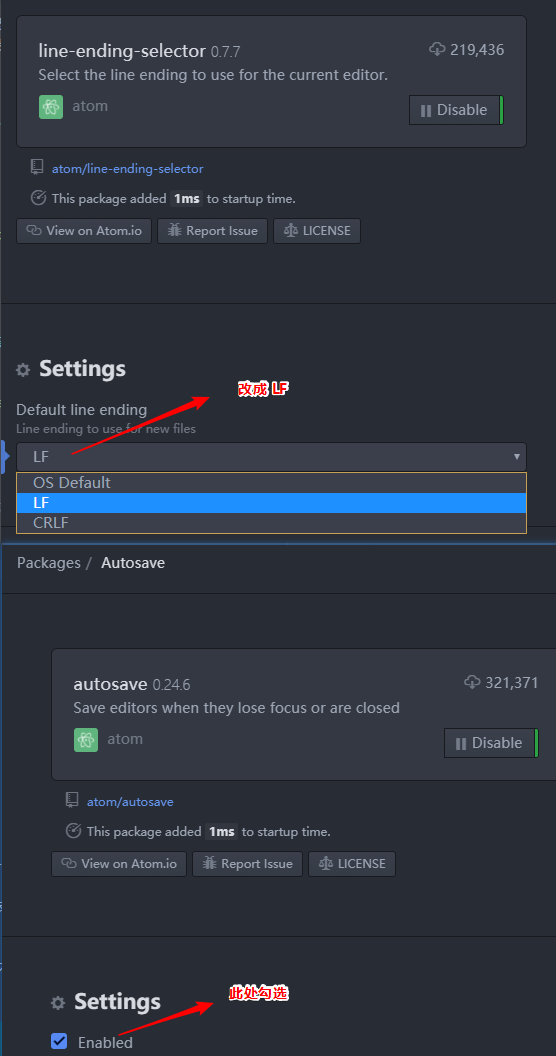 line-ending-selector 0.7.7 219,436
Select the line ending to use for the current editor.
atom
Disable
atom/line-ending-selector
This package added 1ms to startup time.
View on Atom.io Report Issue LICENSE
Settings
改成 LF
Default line ending
Line ending to use for new files
LF
OS Default
LF
CRLF
Packages / Autosave
autosave 0.24.6 321,371
Save editors when they lose focus or are closed
atom
Disable
atom/autosave
This package added 1ms to startup time.
View on Atom.io Report Issue LICENSE
Settings
此处勾选
Enabled